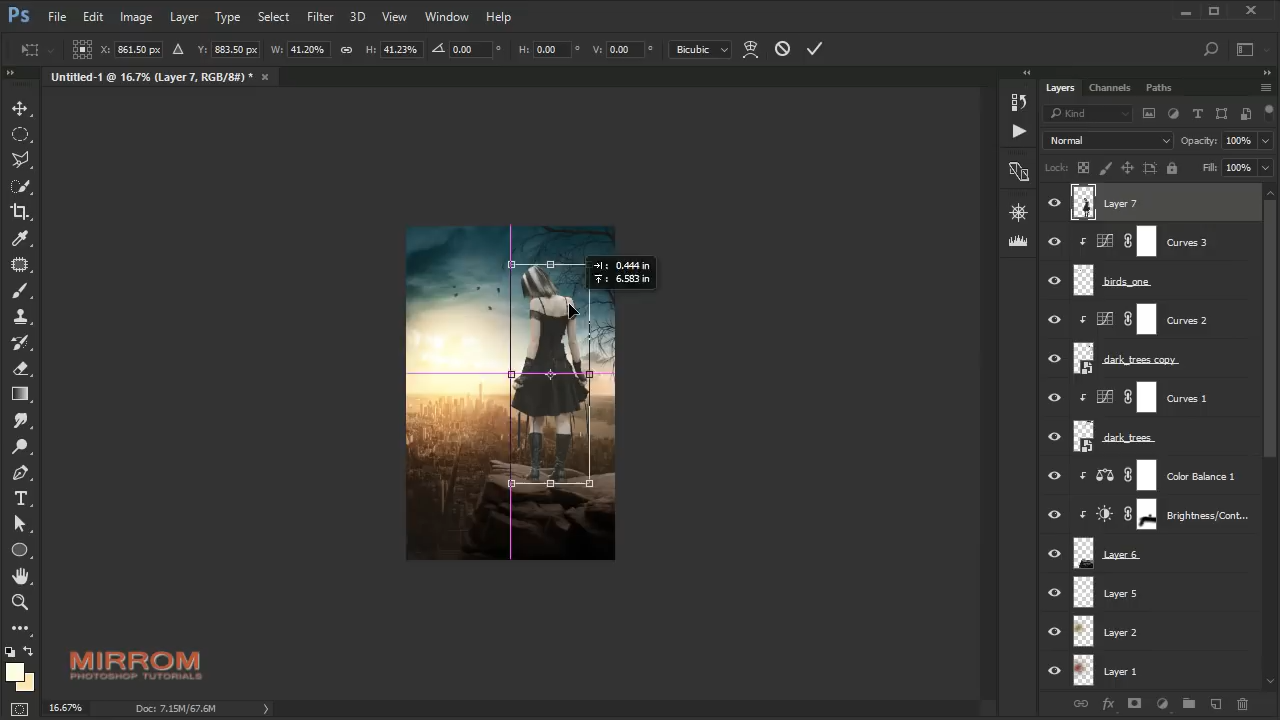 Ps File Edit Image Layer Type Select Filter 3D View Window Help
X: 861.50 px Y: 883.50 px W: 41.20% H: 41.23% 0.00 ° H: 0.00 ° V: 0.00 ° Bicubic
Untitled-1 @ 16.7% (Layer 7, RGB/8#) * ×
Layers Channels Paths
Kind
Normal Opacity: 100%
Lock: Fill: 100%
Layer 7
Curves 3
0.444 in
6.583 in
birds_one
Curves 2
dark_trees copy
Curves 1
dark_trees
Color Balance 1
Brightness/Cont...
Layer 6
Layer 5
Layer 2
Layer 1
MIRROM
PHOTOSHOP TUTORIALS
16.67% Doc: 7.15M/67.6M